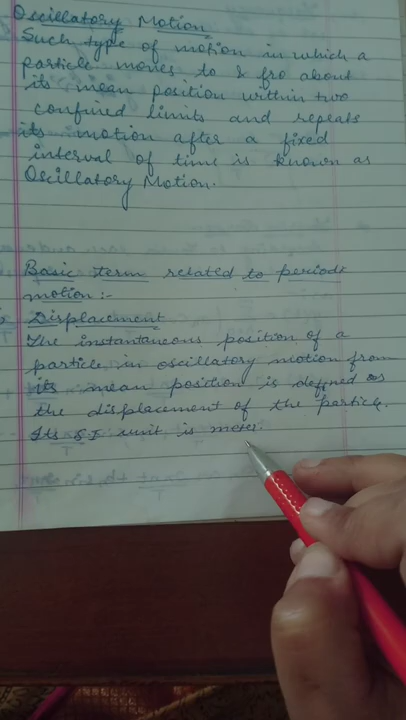 Oscillatory Motion
Such type of motion in which a
particle moves to & fro about
its mean position within two
confined limits and repeats
its motion after a fixed
interval of time is known as
Oscillatory Motion.
Basic term related to periodic
motion :-
Displacement
The instantaneous position of a
particle in oscillatory motion from
its mean position is defined as
the displacement of the particle.
Its S.I unit is meter.